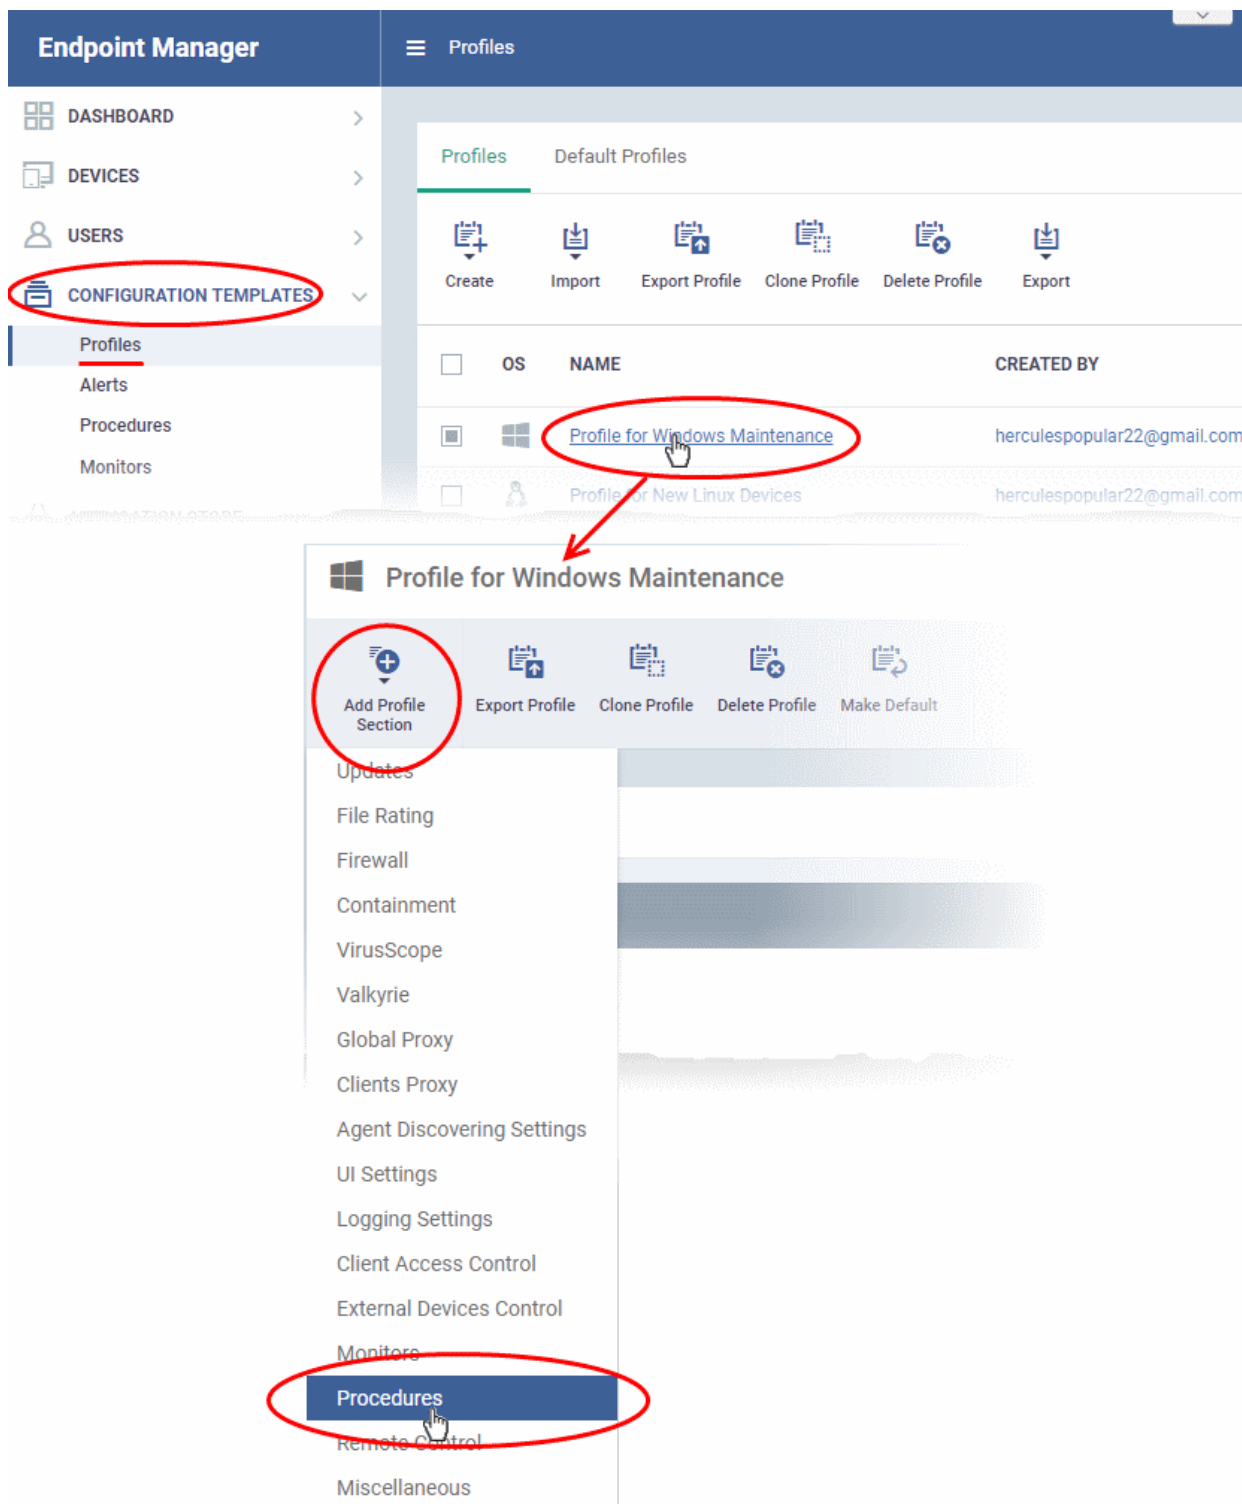 Endpoint Manager
Profiles
DASHBOARD
DEVICES
USERS
CONFIGURATION TEMPLATES
Profiles
Alerts
Procedures
Monitors
Profiles Default Profiles
Create Import Export Profile Clone Profile Delete Profile Export
OS NAME CREATED BY
Profile for Windows Maintenance herculespopular22@gmail.com
Profile for New Linux Devices herculespopular22@gmail.com
Profile for Windows Maintenance
Add Profile Export Profile Clone Profile Delete Profile Make Default
Section
Updates
File Rating
Firewall
Containment
VirusScope
Valkyrie
Global Proxy
Clients Proxy
Agent Discovering Settings
UI Settings
Logging Settings
Client Access Control
External Devices Control
Monitors
Procedures
Remote Control
Miscellaneous